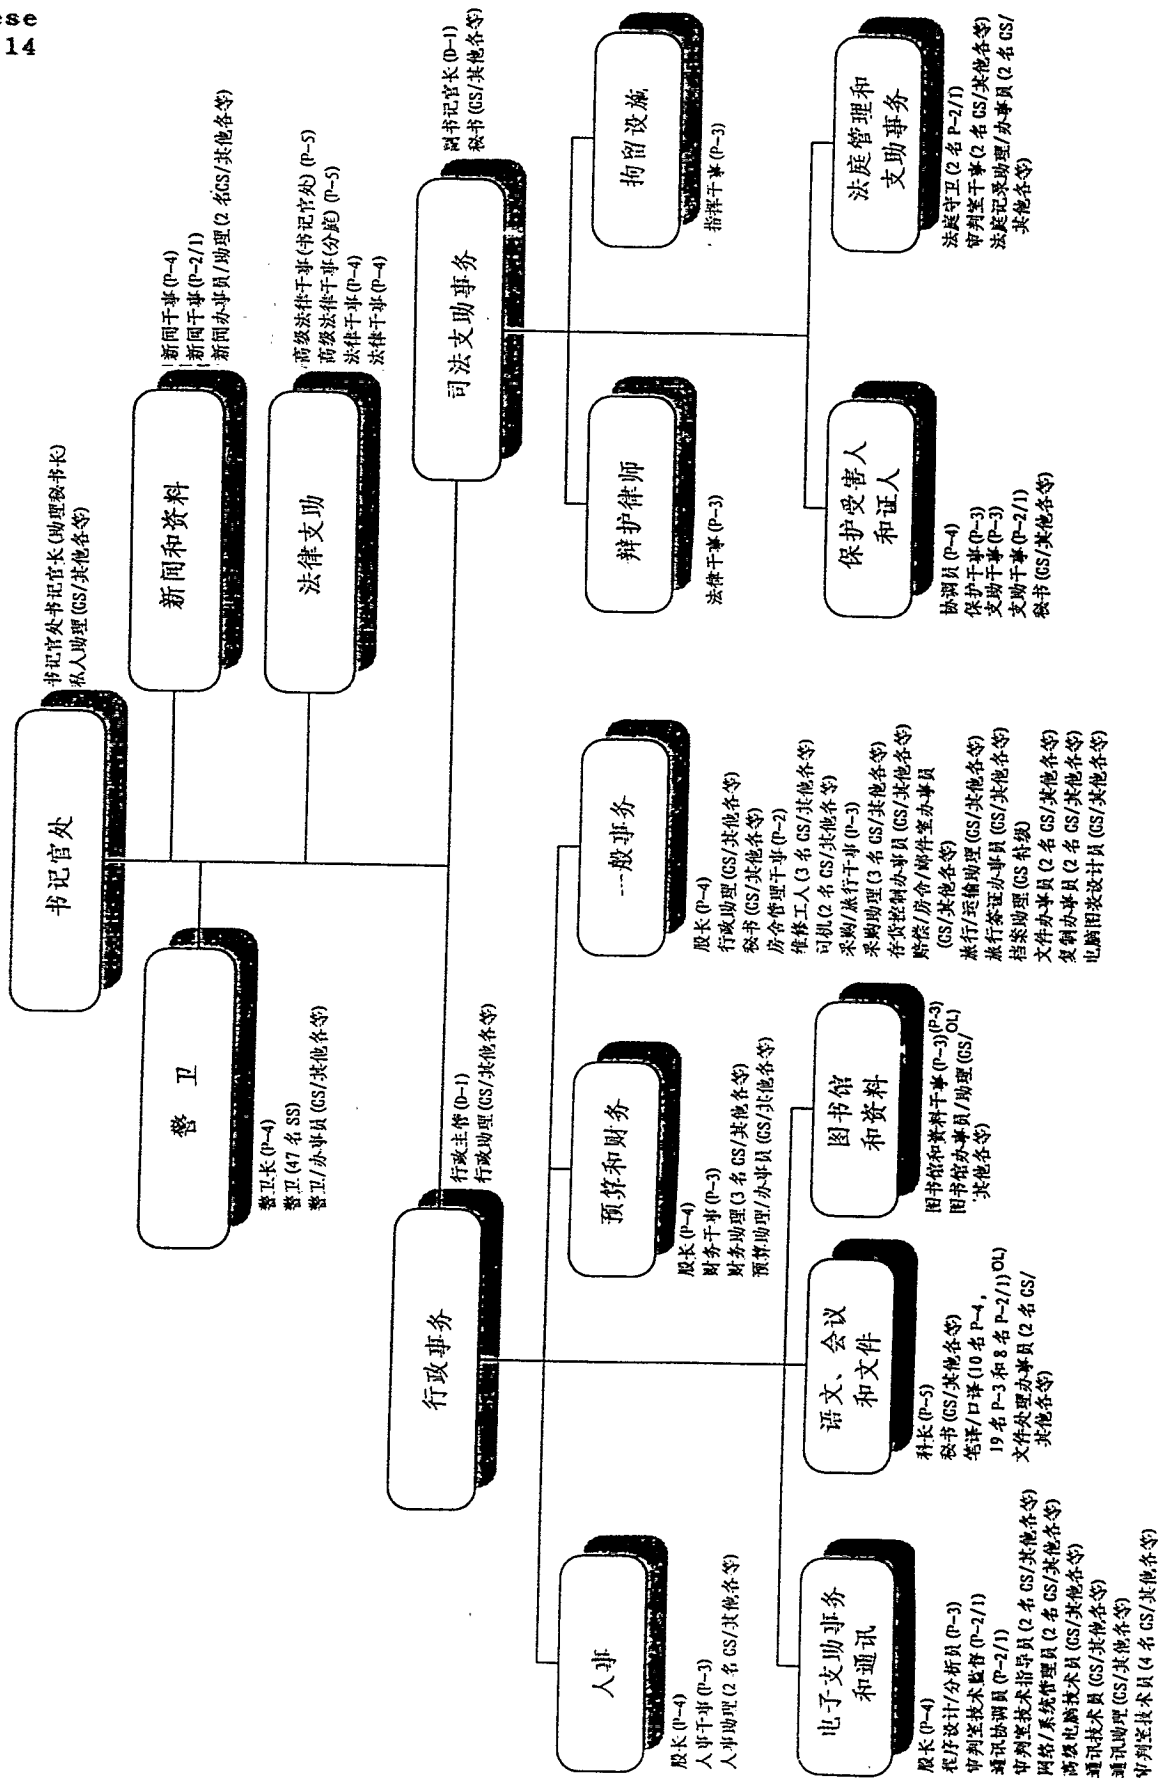 ese
14
书记官处
书记官处书记官长(助理秘书长)
私人助理(GS/其他各等)
警卫
警卫长(P-4)
警卫(47名SS)
警卫/办事员(GS/其他各等)
新闻和资料
新闻干事(P-4)
新闻干事(P-2/1)
新闻办事员/助理(2名GS/其他各等)
法律支助
高级法律干事(书记官处)(P-5)
高级法律干事(分庭)(P-5)
法律干事(P-4)
法律干事(P-4)
行政事务
行政主管(D-1)
行政助理(GS/其他各等)
司法支助事务
副书记官长(D-1)
秘书(GS/其他各等)
人事
股长(P-4)
人事干事(P-3)
人事助理(2名GS/其他各等)
预算和财务
股长(P-4)
财务干事(P-3)
财务助理(3名GS/其他各等)
预算助理/办事员(GS/其他各等)
一般事务
股长(P-4)
行政助理(GS/其他各等)
秘书(GS/其他各等)
房舍管理干事(P-2)
维修工人(3名GS/其他各等)
司机(2名GS/其他各等)
采购/旅行干事(P-3)
采购助理(3名GS/其他各等)
存货控制办事员(GS/其他各等)
赔偿/房舍/邮件室办事员
(GS/其他各等)
旅行/运输助理(GS/其他各等)
旅行签证办事员(GS/其他各等)
档案助理(GS特级)
文件办事员(2名GS/其他各等)
复制办事员(2名GS/其他各等)
电脑图表设计员(GS/其他各等)
辩护律师
法律干事(P-3)
拘留设施
指挥干事(P-3)
电子支助事务
和通讯
股长(P-4)
程序设计/分析员(P-3)
审判室技术监督(P-2/1)
通讯协调员(P-2/1)
审判室技术指导员(2名GS/其他各等)
网络/系统管理员(2名GS/其他各等)
高级电脑技术员(GS/其他各等)
通讯技术员(GS/其他各等)
通讯助理(GS/其他各等)
审判室技术员(4名GS/其他各等)
语文、会议
和文件
科长(P-5)
秘书(GS/其他各等)
笔译/口译(10名P-4,
19名P-3和8名P-2/1)OL)
文件处理办事员(2名GS/
其他各等)
图书馆
和资料
图书馆和资料干事(P-3)(P-3)
图书馆办事员/助理(GS/OL)
其他各等)
保护受害人
和证人
协调员(P-4)
保护干事(P-3)
支助干事(P-3)
支助干事(P-2/1)
秘书(GS/其他各等)
法庭管理和
支助事务
法庭守卫(2名P-2/1)
审判室干事(2名GS/其他各等)
法庭记录助理/办事员(2名GS/
其他各等)